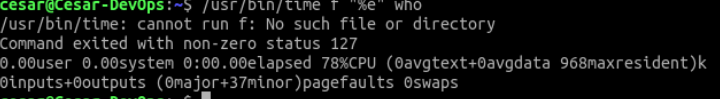 cesar@Cesar-DevOps:~$ /usr/bin/time f "%e" who
/usr/bin/time: cannot run f: No such file or directory
Command exited with non-zero status 127
0.00user 0.00system 0:00.00elapsed 78%CPU (0avgtext+0avgdata 968maxresident)k
0inputs+0outputs (0major+37minor)pagefaults 0swaps
cesar@Cesar-DevOps:~$